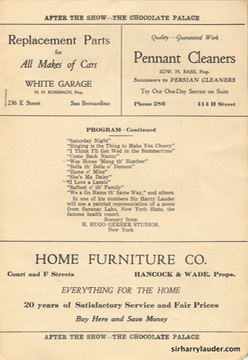 AFTER THE SHOW—THE CHOCOLATE PALACE
Replacement Parts
for
All Makes of Cars
WHITE GARAGE
H. H. ROSSBACH, Prop.
236 E Street San Bernardino
Quality — Guaranteed Work
Pennant Cleaners
EDW. H. BASS, Prop.
Successors to PERSIAN CLEANERS
Try Our One-Day Service on Suits
Phone 286 414 H Street
PROGRAM—Continued
"Saturday Night"
"Singing is the Thing to Make You Cheery"
"I Think I'll Get Wed in the Summertime"
"Come Back Nanny"
"Wee Hoose 'Mang th' Heather"
"Bella th' Belle o' Dunoon"
"Hame o' Mine"
"She's Ma Daisy"
"I Love a Lassie"
"Saftest o' th' Family"
"We a Go Hame th' Same Way;" and others.
In one of his numbers Sir Harry Lauder
will use a painted representation of a scene
from Saranac Lake, New York State, the
famous health resort.
Scenery from
H. HUGO GERBER STUDIOS,
New York
HOME FURNITURE CO.
Court and F Streets HANCOCK & WADE, Props.
EVERYTHING FOR THE HOME
20 years of Satisfactory Service and Fair Prices
Buy Here and Save Money
AFTER THE SHOW—THE CHOCOLATE PALACE
sirharrylauder.com